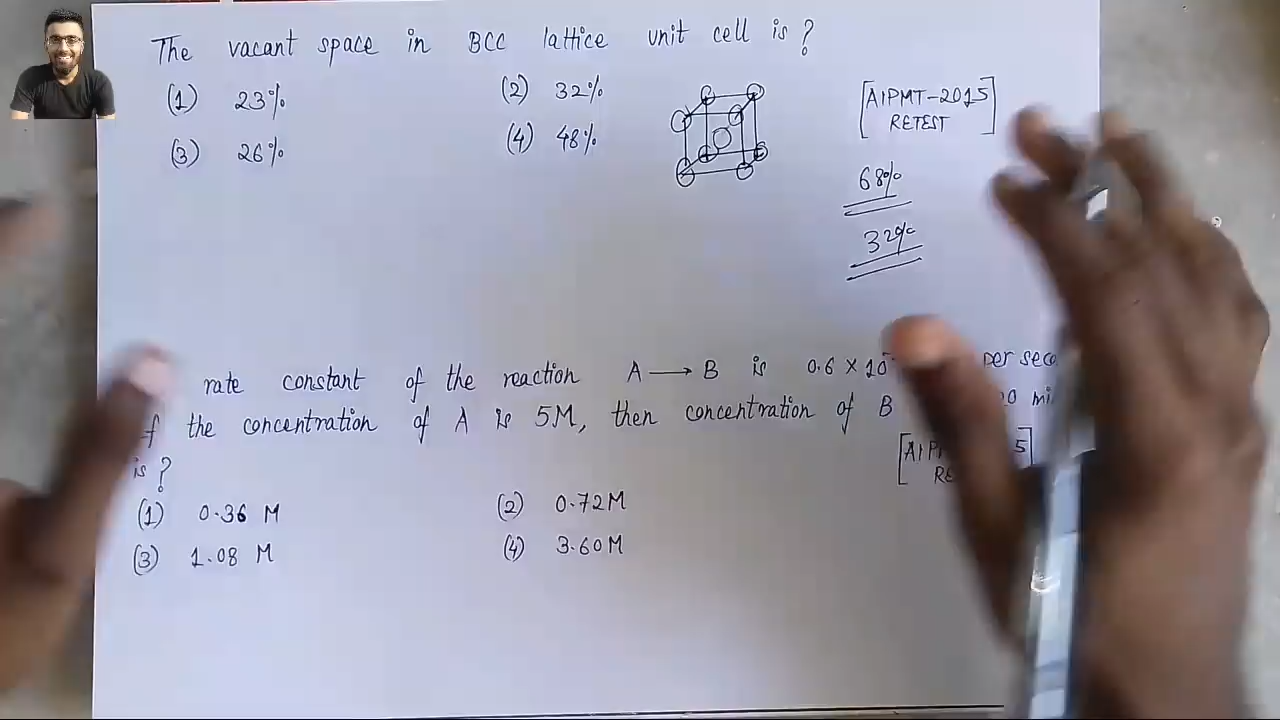 The vacant space in BCC lattice unit cell is?
(1) 23% (2) 32%
(3) 26% (4) 48%
[AIPMT-2015]
RETEST
68%
32%
rate constant of the reaction A → B is 0.6 × 10 per
If the concentration of A is 5M, then concentration of B
is?
(1) 0.36 M (2) 0.72M
(3) 1.08 M (4) 3.60M